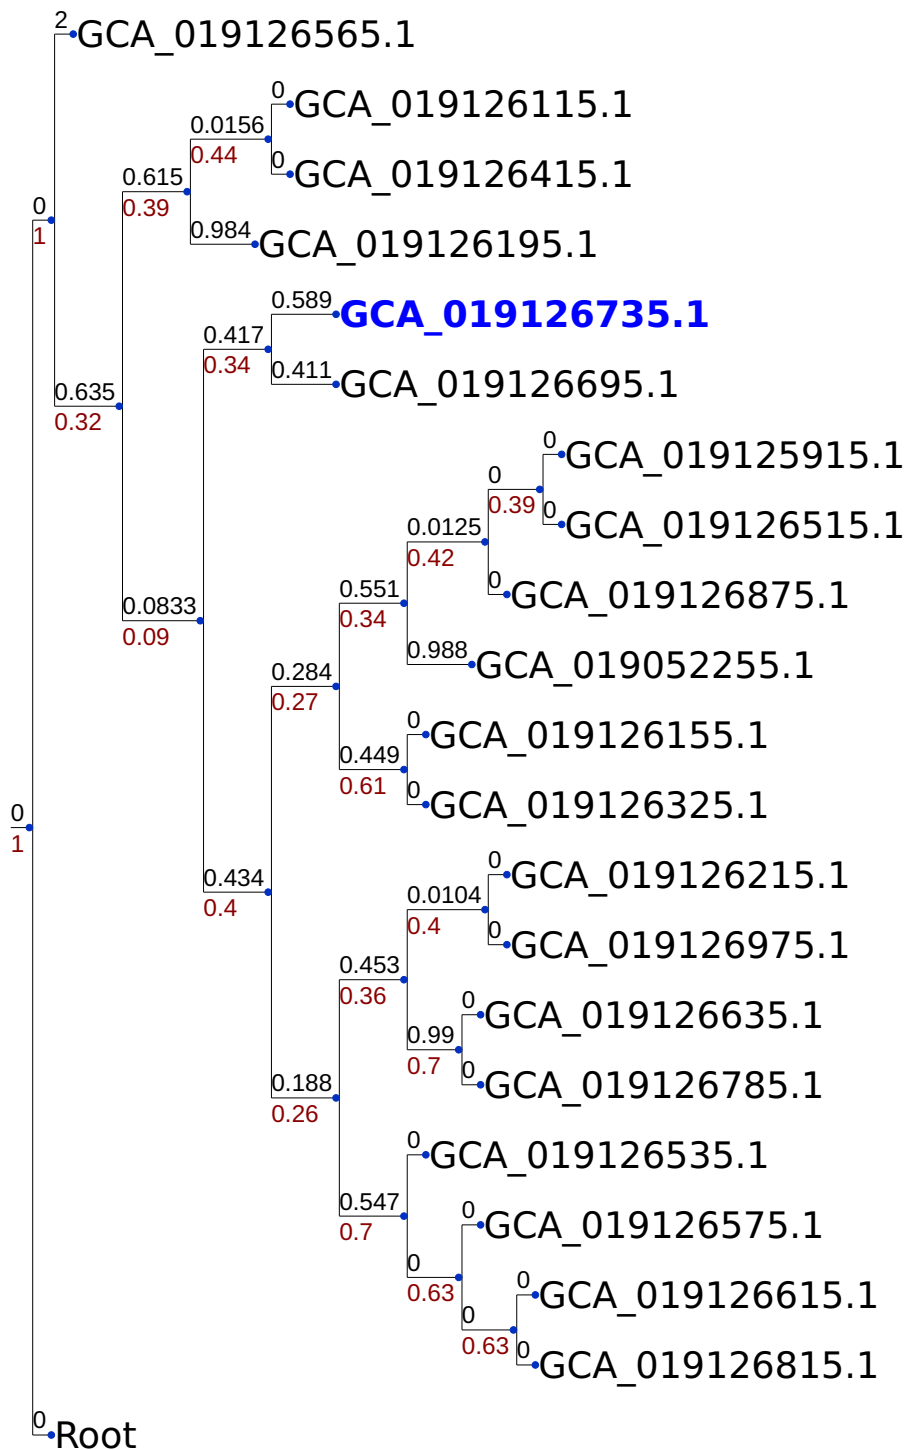 2
GCA_019126565.1
0
GCA_019126115.1
0.0156
0.44
0
GCA_019126415.1
0.615
0.39
0
1
0.984
GCA_019126195.1
0.589
GCA_019126735.1
0.417
0.34
0.411
GCA_019126695.1
0.635
0.32
0
GCA_019125915.1
0
0.39
0
GCA_019126515.1
0.0125
0.42
0
GCA_019126875.1
0.551
0.34
0.0833
0.09
0.988
GCA_019052255.1
0.284
0.27
0
GCA_019126155.1
0.449
0.61
0
GCA_019126325.1
0
1
0
GCA_019126215.1
0.434
0.4
0.0104
0.4
0
GCA_019126975.1
0.453
0.36
0
GCA_019126635.1
0.99
0.7
0
GCA_019126785.1
0.188
0.26
0
GCA_019126535.1
0.547
0.7
0
GCA_019126575.1
0
0.63
0
GCA_019126615.1
0
0.63
0
GCA_019126815.1
0
Root